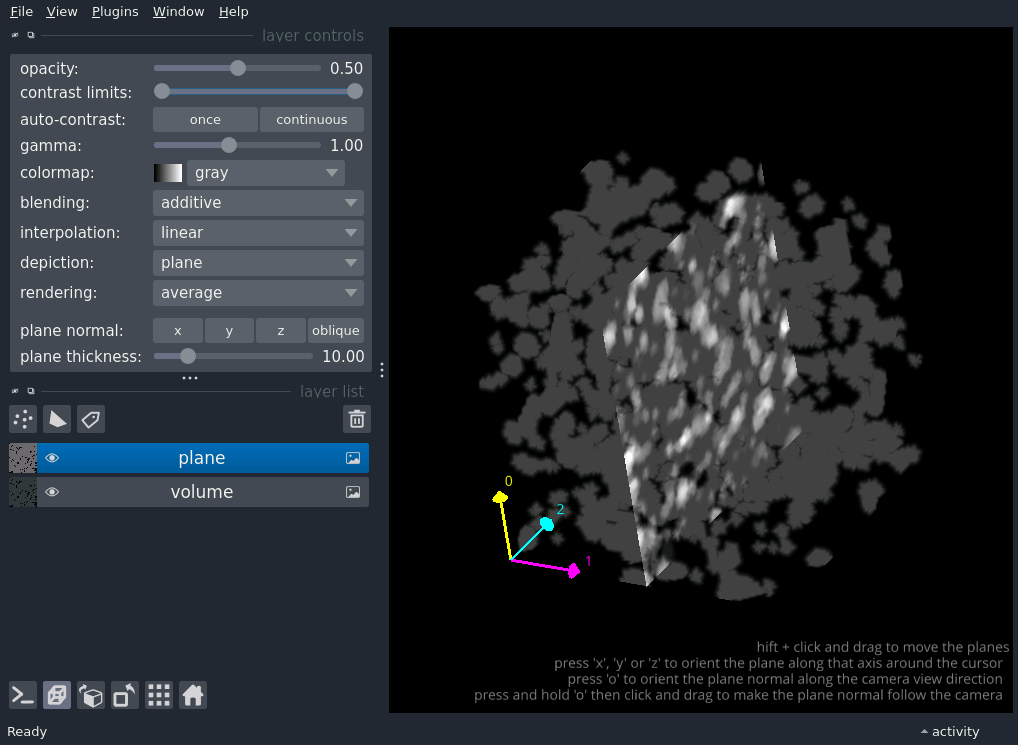 File View Plugins Window Help
layer controls
opacity: 0.50
contrast limits:
auto-contrast: once continuous
gamma: 1.00
colormap: gray
blending: additive
interpolation: linear
depiction: plane
rendering: average
plane normal: x y z oblique
plane thickness: 10.00
layer list
plane
volume
0
2
1
hift + click and drag to move the planes
press 'x', 'y' or 'z' to orient the plane along that axis around the cursor
press 'o' to orient the plane normal along the camera view direction
press and hold 'o' then click and drag to make the plane normal follow the camera
Ready
activity